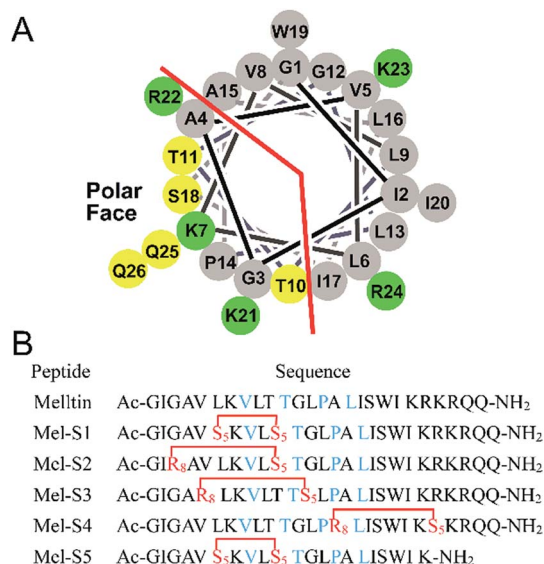 A
W19
V8 G1 G12
K23
R22 A15 V5
A4 L16
T11 L9
Polar
Face
S18 I2 I20
K7 L13
Q25 P14 L6
Q26 G3 T10 I17
K21 R24
B
Peptide Sequence
Melltin Ac-GIGAV LKVLT TGLPA LISWI KRKRQQ-NH₂
Mel-S1 Ac-GIGAV S₅KVLS₅ TGLPA LISWI KRKRQQ-NH₂
Mcl-S2 Ac-GIR₈AV LKVLS₅ TGLPA LISWI KRKRQQ-NH₂
Mel-S3 Ac-GIGAR₈ LKVLT TS₅LPA LISWI KRKRQQ-NH₂
Mel-S4 Ac-GIGAV LKVLT TGLPR₈ LISWI KS₅KRQQ-NH₂
Mcl-S5 Ac-GIGAV S₅KVLS₅ TGLPA LISWI K-NH₂